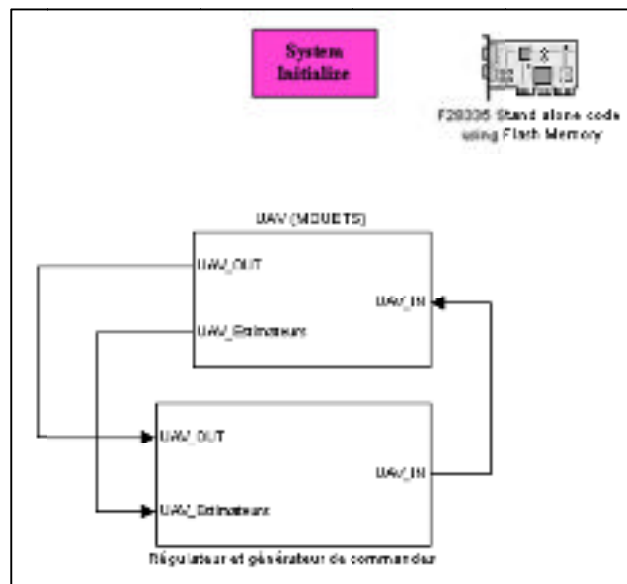 System
Initialize
F28335 Stand alone code
using Flash Memory
UAV (MOUETS)
UAV_OUT
UAV_IN
UAV_Estimateurs
UAV_OUT
UAV_IN
UAV_Estimateurs
Régulateur et générateur de commandes